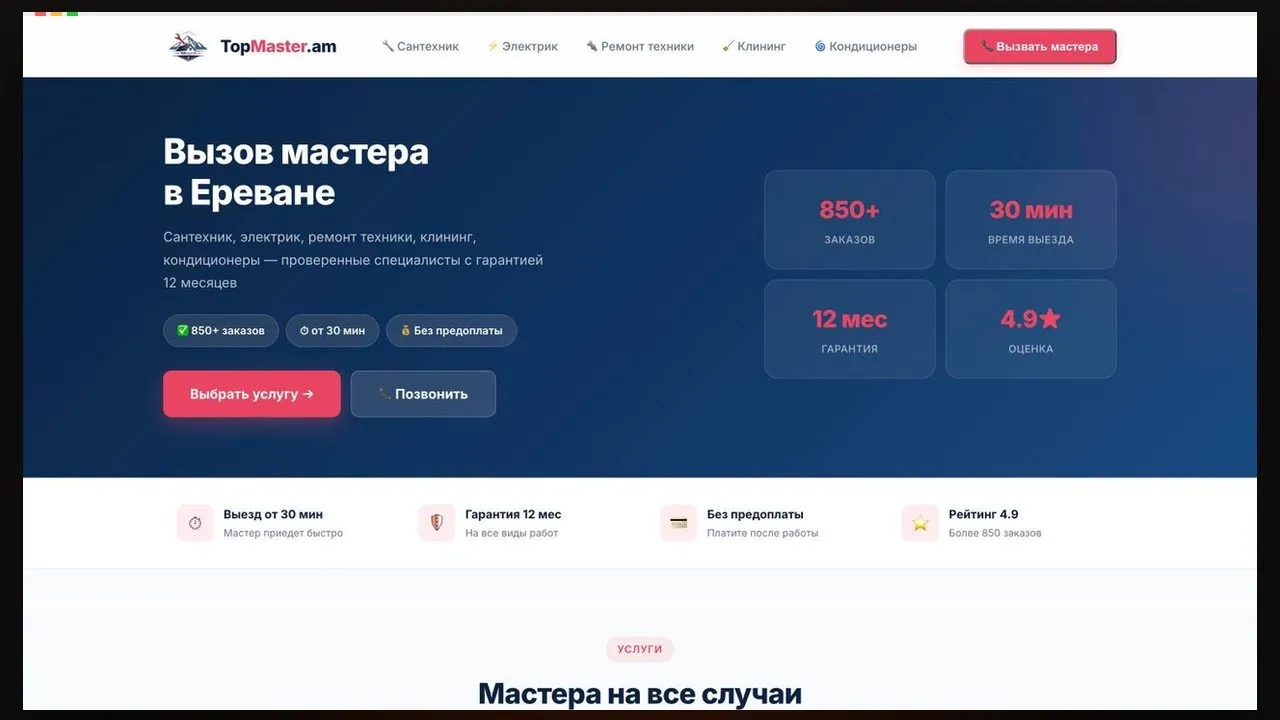 TopMaster.am
Сантехник
Электрик
Ремонт техники
Клининг
Кондиционеры
Вызвать мастера
Вызов мастера
в Ереване
Сантехник, электрик, ремонт техники, клининг,
кондиционеры — проверенные специалисты с гарантией
12 месяцев
850+ заказов
от 30 мин
Без предоплаты
Выбрать услугу →
Позвонить
850+
ЗАКАЗОВ
30 мин
ВРЕМЯ ВЫЕЗДА
12 мес
ГАРАНТИЯ
4.9★
ОЦЕНКА
Выезд от 30 мин
Мастер приедет быстро
Гарантия 12 мес
На все виды работ
Без предоплаты
Платите после работы
Рейтинг 4.9
Более 850 заказов
УСЛУГИ
Мастера на все случаи